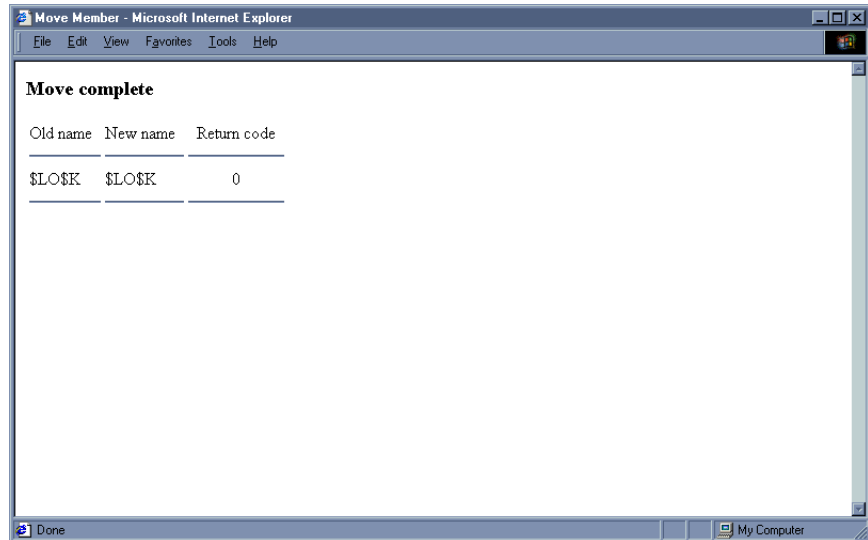 Move Member - Microsoft Internet Explorer
File Edit View Favorites Tools Help
Move complete
Old name New name Return code
$LO$K $LO$K 0
Done My Computer